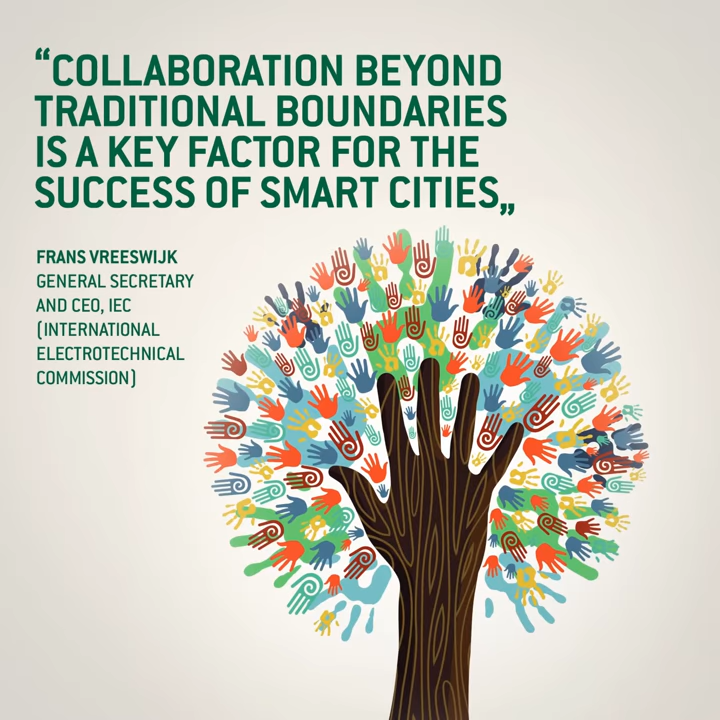 “COLLABORATION BEYOND
TRADITIONAL BOUNDARIES
IS A KEY FACTOR FOR THE
SUCCESS OF SMART CITIES„
FRANS VREESWIJK
GENERAL SECRETARY
AND CEO, IEC
(INTERNATIONAL
ELECTROTECHNICAL
COMMISSION)